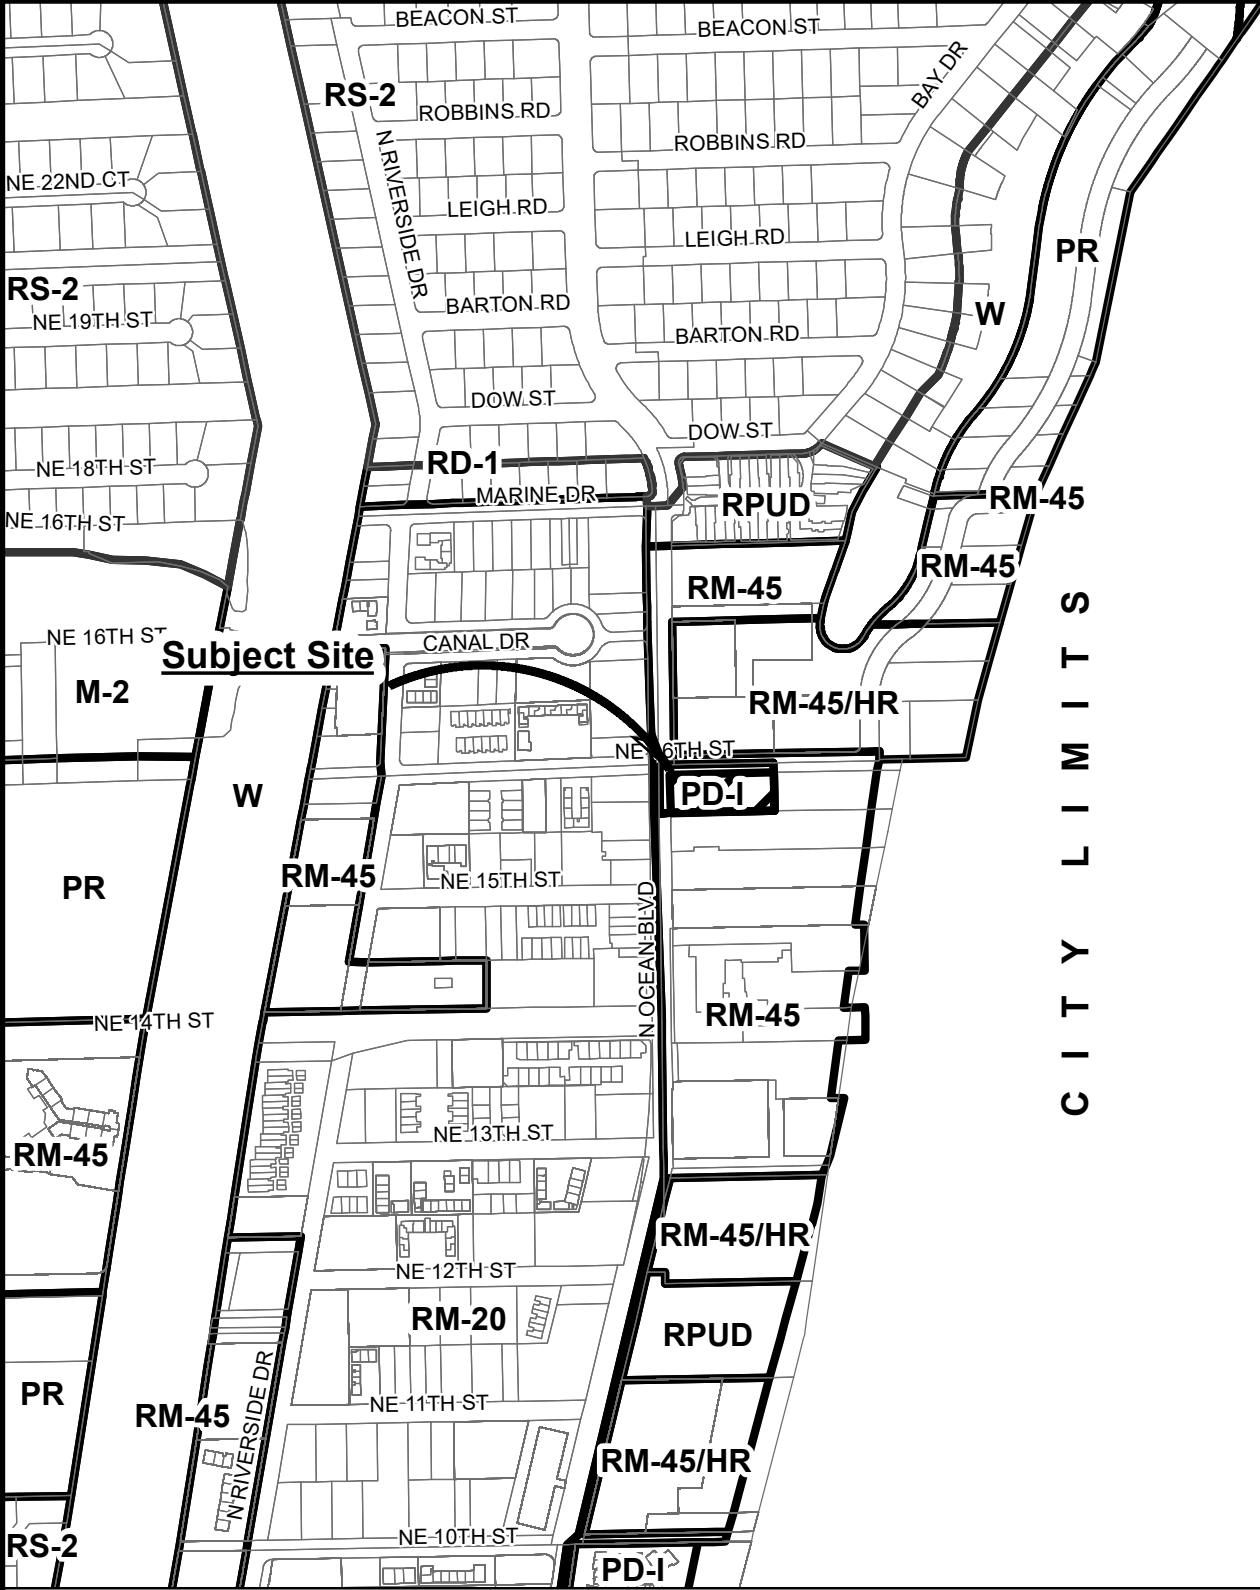 BEACON ST
BEACON ST
BAY DR
RS-2
ROBBINS RD
ROBBINS RD
N RIVERSIDE DR
NE 22ND CT
LEIGH RD
LEIGH RD
PR
RS-2
NE 19TH ST
BARTON RD
BARTON RD
W
DOW ST
DOW ST
NE 18TH ST
RD-1
MARINE DR
RPUD
RM-45
NE 16TH ST
RM-45
RM-45
CITY LIMITS
NE 16TH ST
Subject Site
CANAL DR
M-2
RM-45/HR
NE 16TH ST
PD-I
W
PR
RM-45
NE 15TH ST
N OCEAN BLVD
RM-45
NE 14TH ST
NE 13TH ST
RM-45
RM-45/HR
NE 12TH ST
RM-20
RPUD
PR
RM-45
N RIVERSIDE DR
NE 11TH ST
RM-45/HR
NE 10TH ST
RS-2
PD-I